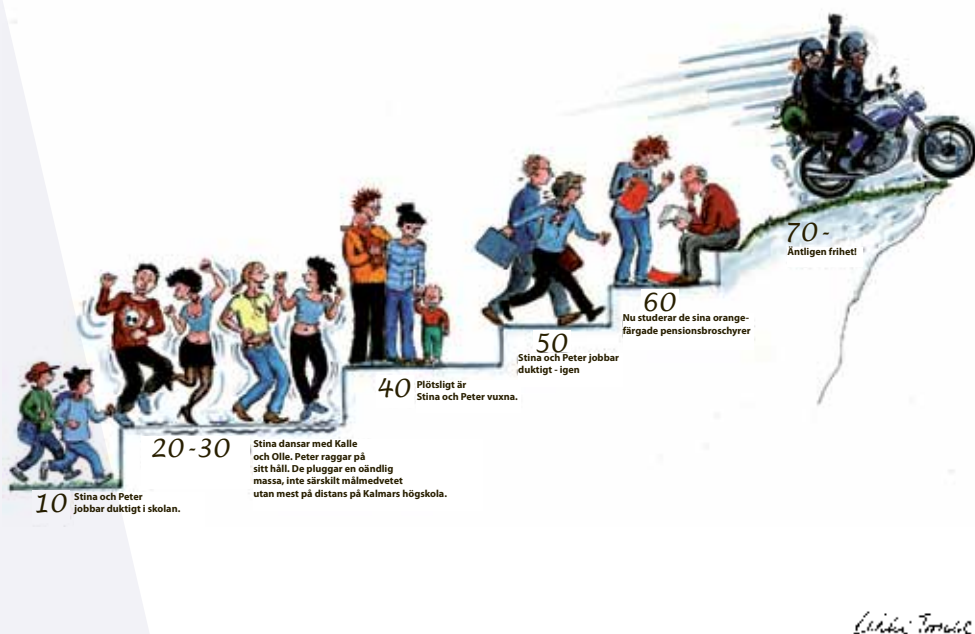 10 Stina och Peter
jobbar duktigt i skolan.
20-30 Stina dansar med Kalle
och Olle. Peter raggar på
sitt håll. De pluggar en oändlig
massa, inte särskilt målmedvetet
utan mest på distans på Kalmars högskola.
40 Plötsligt är
Stina och Peter vuxna.
50
Stina och Peter jobbar
duktigt - igen
60
Nu studerar de sina orange-
färgade pensionsbroschyrer
70-
Äntligen frihet!